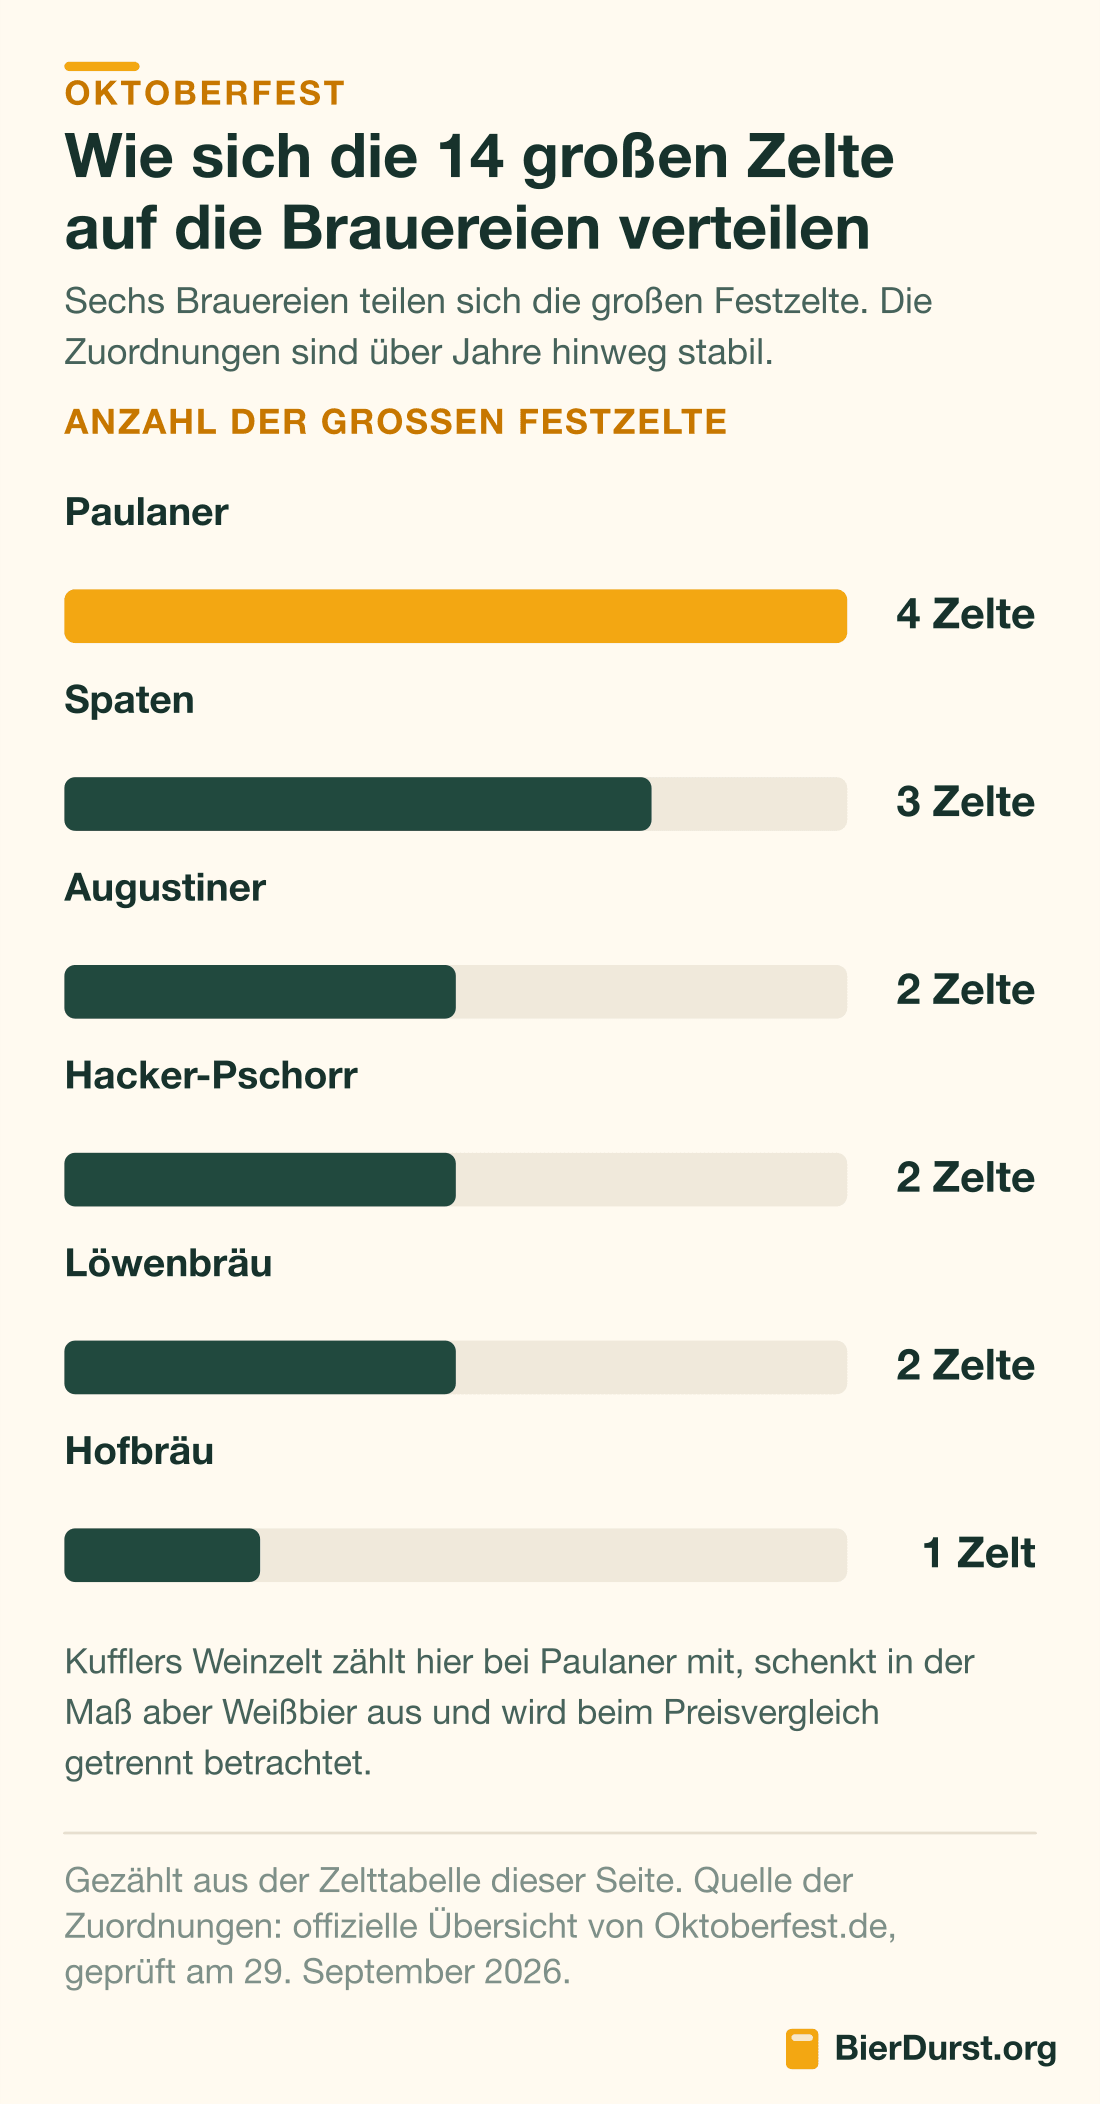 OKTOBERFEST
Wie sich die 14 großen Zelte
auf die Brauereien verteilen
Sechs Brauereien teilen sich die großen Festzelte. Die
Zuordnungen sind über Jahre hinweg stabil.
ANZAHL DER GROSSEN FESTZELTE
Paulaner
4 Zelte
Spaten
3 Zelte
Augustiner
2 Zelte
Hacker-Pschorr
2 Zelte
Löwenbräu
2 Zelte
Hofbräu
1 Zelt
Kufflers Weinzelt zählt hier bei Paulaner mit, schenkt in der
Maß aber Weißbier aus und wird beim Preisvergleich
getrennt betrachtet.
Gezählt aus der Zelttabelle dieser Seite. Quelle der
Zuordnungen: offizielle Übersicht von Oktoberfest.de,
geprüft am 29. September 2026.
BierDurst.org